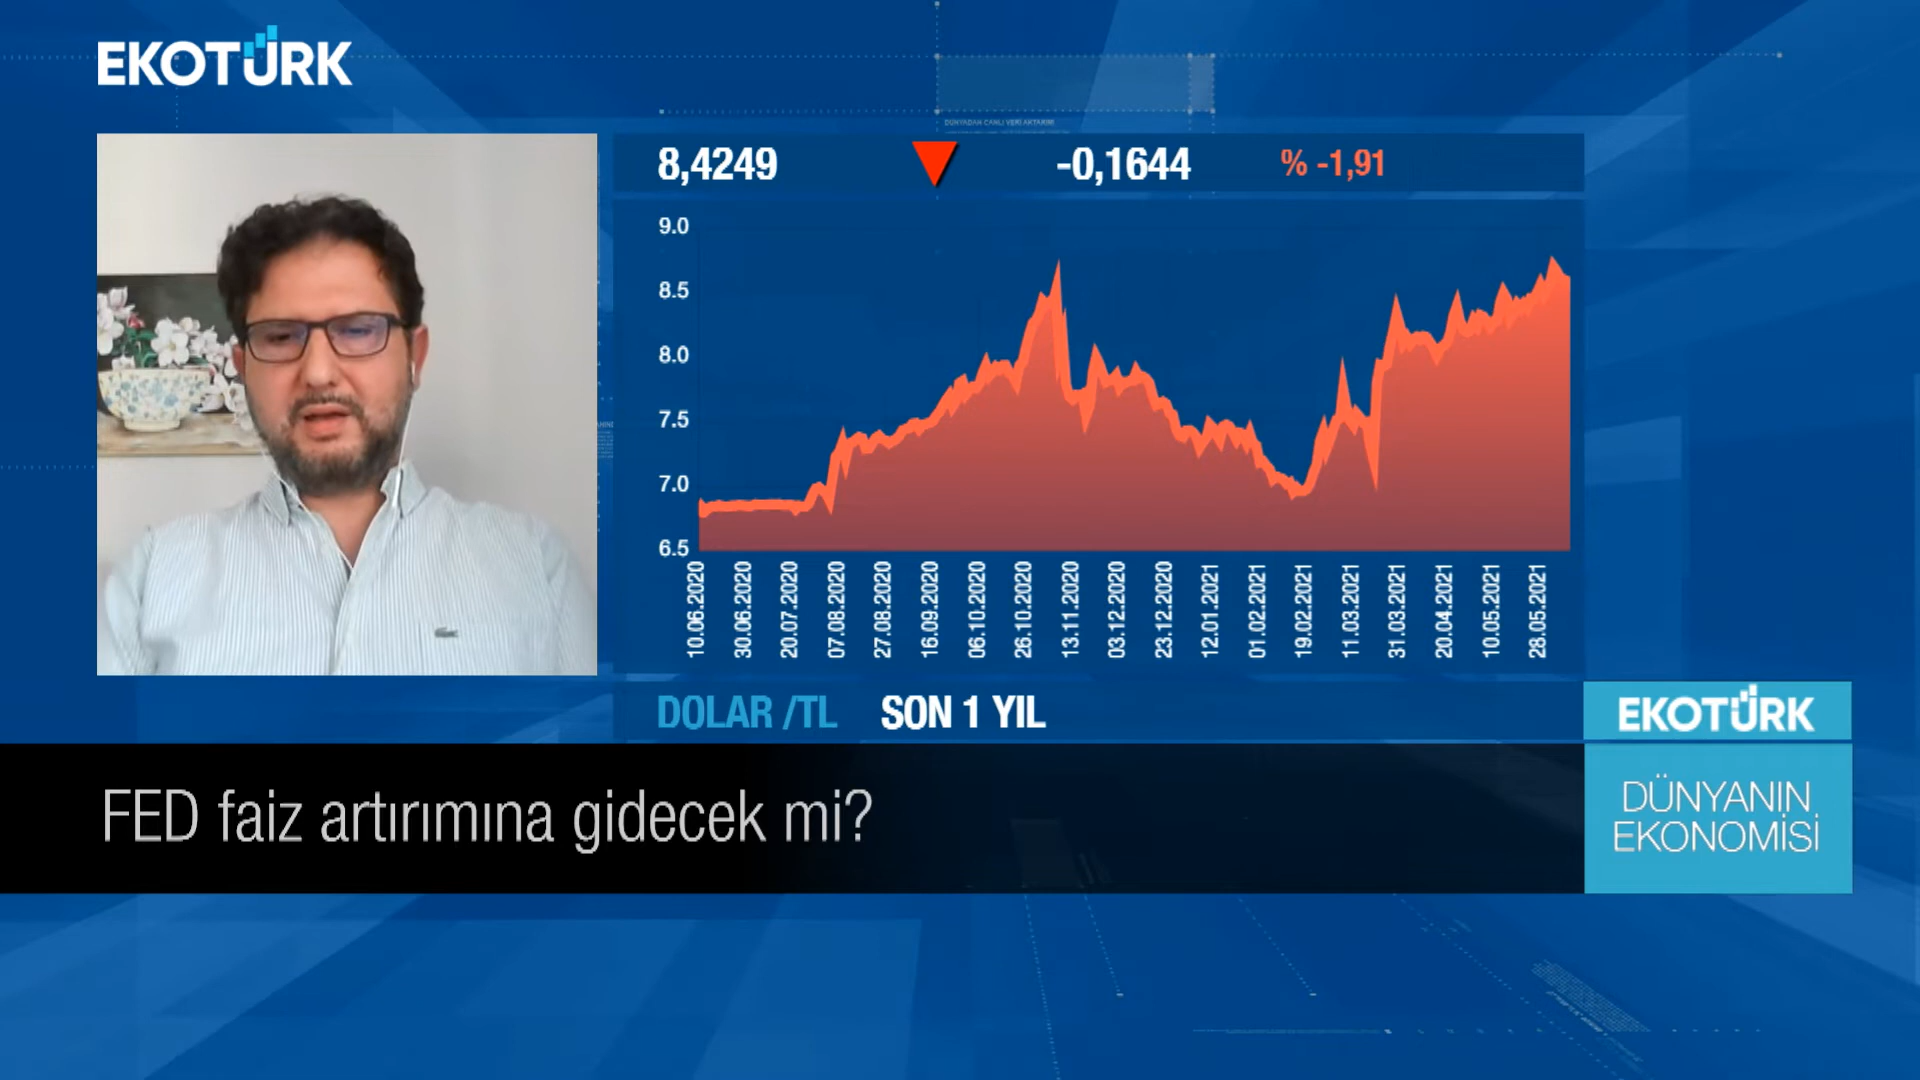 EKOTÜRK
DÜNYADAN CANLI VERİ AKTARIMI
8,4249 -0,1644 % -1,91
9.0
8.5
8.0
7.5
7.0
6.5
10.06.2020 30.06.2020 20.07.2020 07.08.2020 27.08.2020 16.09.2020 06.10.2020 26.10.2020 13.11.2020 03.12.2020 23.12.2020 12.01.2021 01.02.2021 19.02.2021 11.03.2021 31.03.2021 20.04.2021 10.05.2021 28.05.2021
DOLAR /TL SON 1 YIL
EKOTÜRK
FED faiz artırımına gidecek mi?
DÜNYANIN
EKONOMİSİ